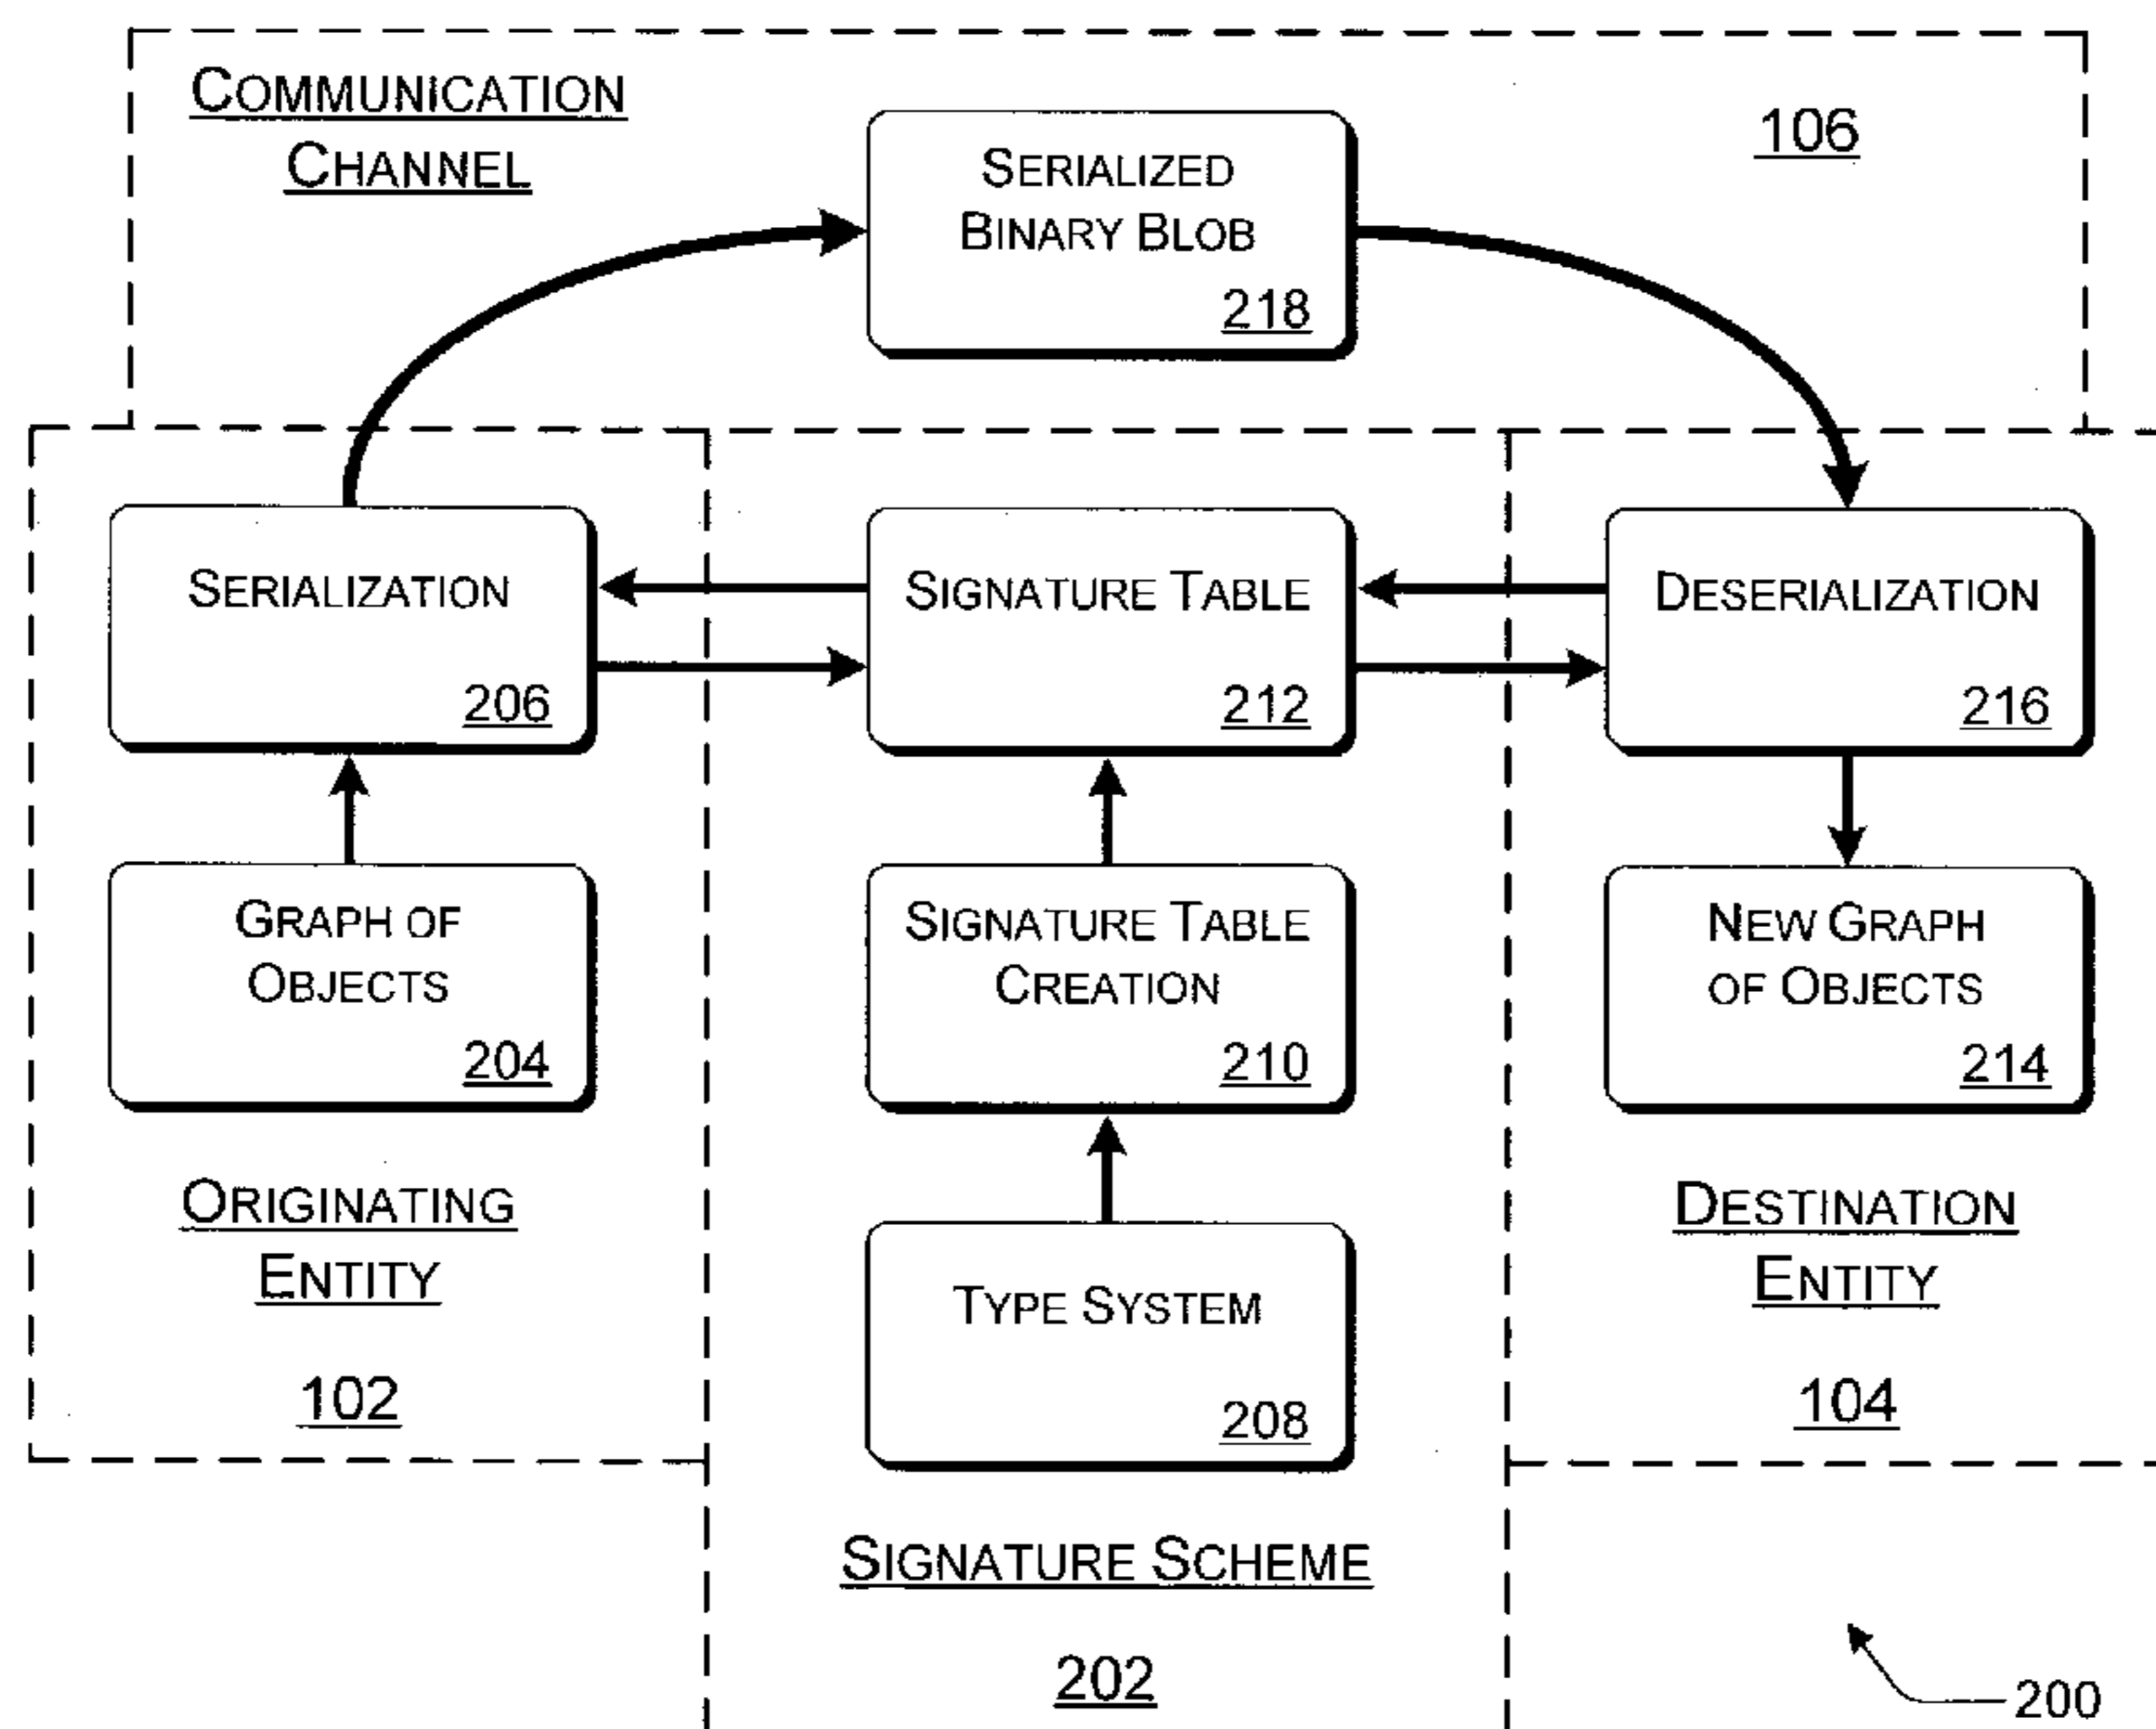 COMMUNICATION
CHANNEL
106
SERIALIZED
BINARY BLOB
218
SERIALIZATION
206
SIGNATURE TABLE
212
DESERIALIZATION
216
GRAPH OF
OBJECTS
204
SIGNATURE TABLE
CREATION
210
NEW GRAPH
OF OBJECTS
214
ORIGINATING
ENTITY
102
TYPE SYSTEM
208
DESTINATION
ENTITY
104
SIGNATURE SCHEME
202
200